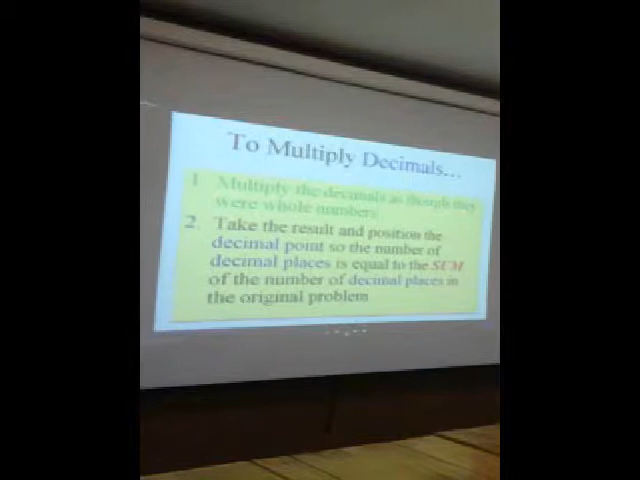 To Multiply Decimals...
1 Multiply the decimals as though they
were whole numbers
2. Take the result and position the
decimal point so the number of
decimal places is equal to the SUM
of the number of decimal places in
the original problem